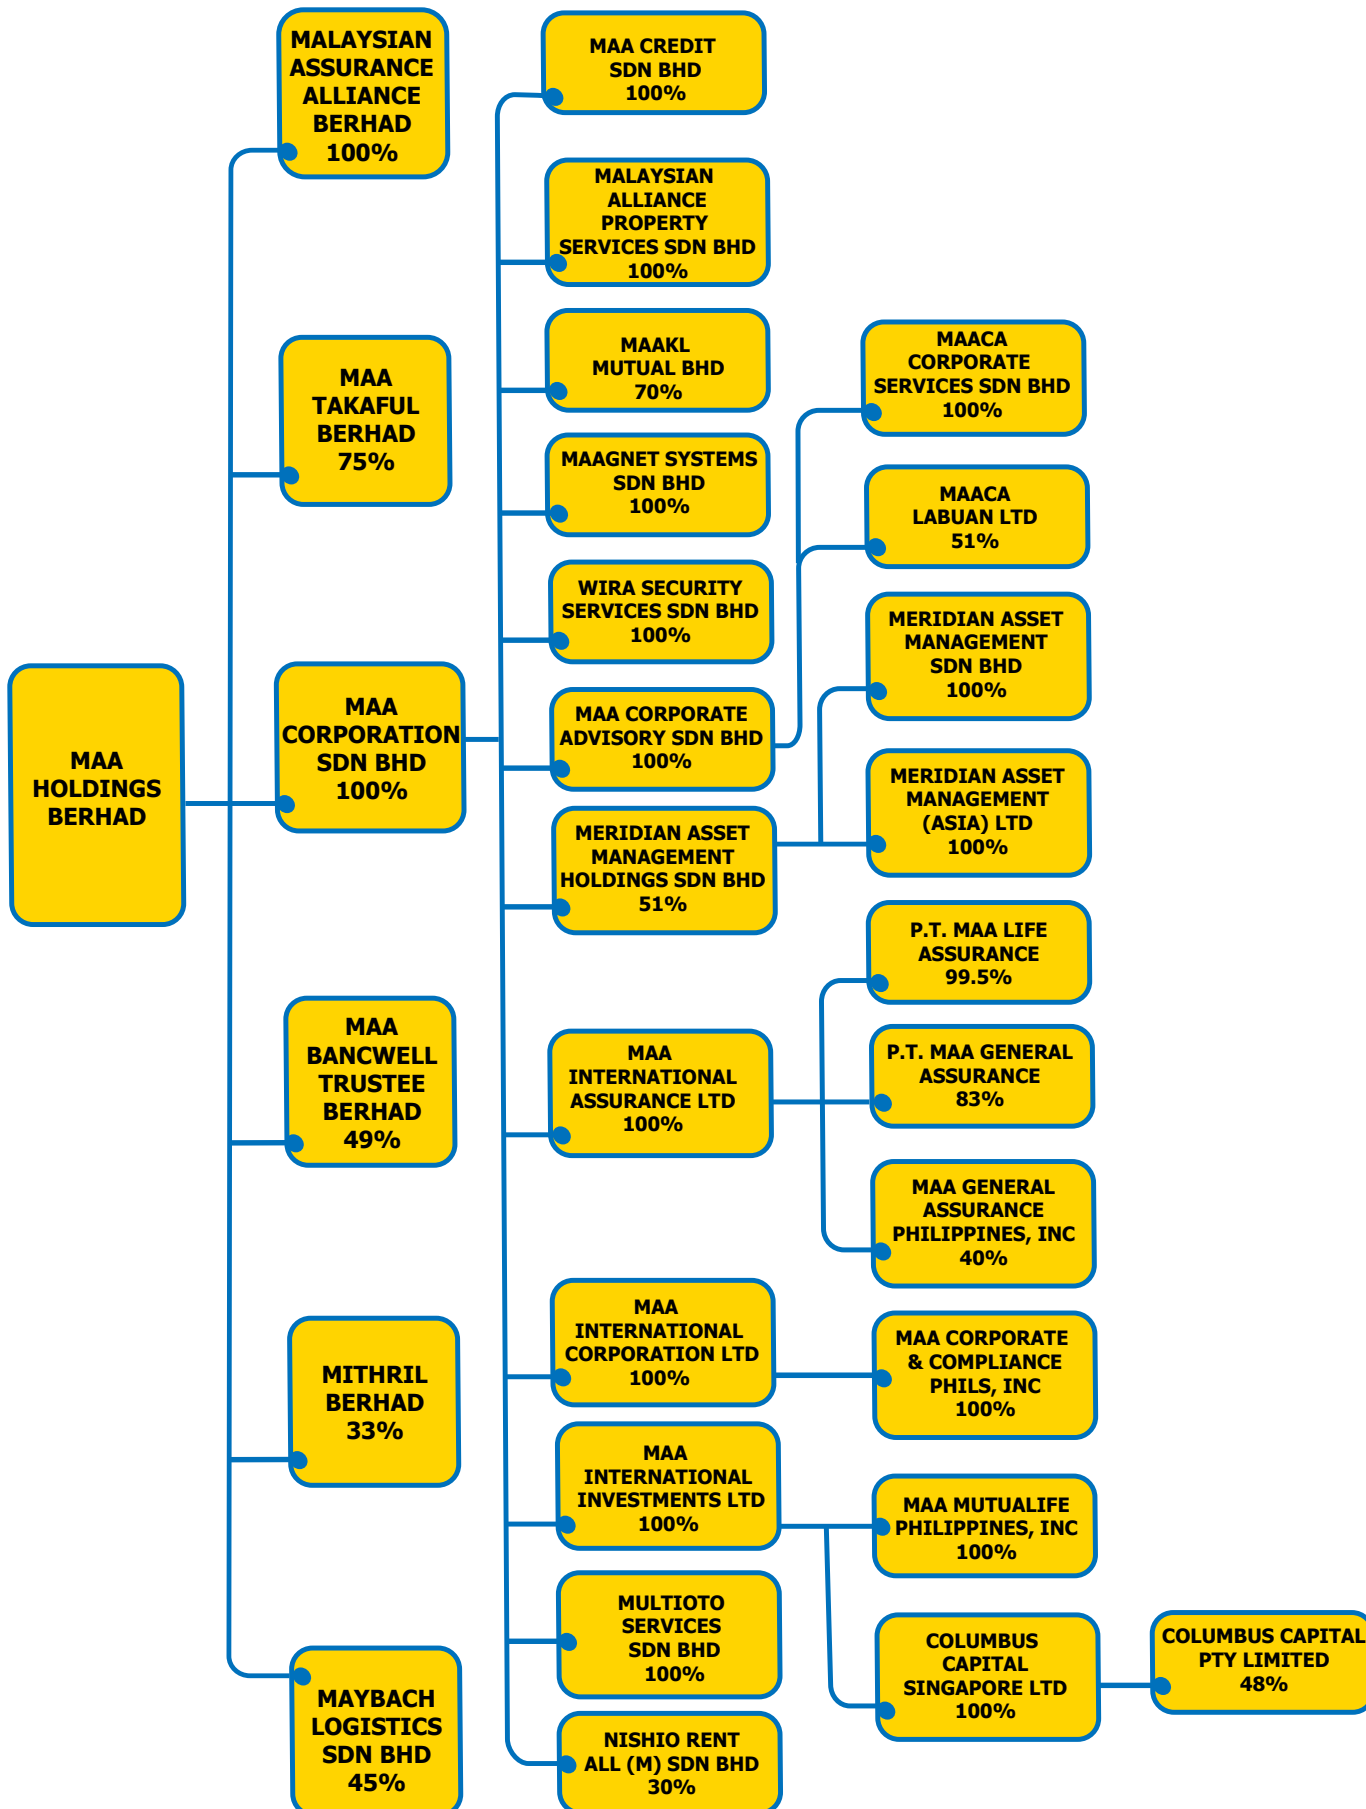 MAA
HOLDINGS
BERHAD
MALAYSIAN
ASSURANCE
ALLIANCE
BERHAD
100%
MAA
TAKAFUL
BERHAD
75%
MAA
CORPORATION
SDN BHD
100%
MAA
BANCWELL
TRUSTEE
BERHAD
49%
MITHRIL
BERHAD
33%
MAYBACH
LOGISTICS
SDN BHD
45%
MAA CREDIT
SDN BHD
100%
MALAYSIAN
ALLIANCE
PROPERTY
SERVICES SDN BHD
100%
MAAKL
MUTUAL BHD
70%
MAAGNET SYSTEMS
SDN BHD
100%
WIRA SECURITY
SERVICES SDN BHD
100%
MAA CORPORATE
ADVISORY SDN BHD
100%
MERIDIAN ASSET
MANAGEMENT
HOLDINGS SDN BHD
51%
MAA
INTERNATIONAL
ASSURANCE LTD
100%
MAA
INTERNATIONAL
CORPORATION LTD
100%
MAA
INTERNATIONAL
INVESTMENTS LTD
100%
MULTIOTO
SERVICES
SDN BHD
100%
NISHIO RENT
ALL (M) SDN BHD
30%
MAACA
CORPORATE
SERVICES SDN BHD
100%
MAACA
LABUAN LTD
51%
MERIDIAN ASSET
MANAGEMENT
SDN BHD
100%
MERIDIAN ASSET
MANAGEMENT
(ASIA) LTD
100%
P.T. MAA LIFE
ASSURANCE
99.5%
P.T. MAA GENERAL
ASSURANCE
83%
MAA GENERAL
ASSURANCE
PHILIPPINES, INC
40%
MAA CORPORATE
& COMPLIANCE
PHILS, INC
100%
MAA MUTUALIFE
PHILIPPINES, INC
100%
COLUMBUS
CAPITAL
SINGAPORE LTD
100%
COLUMBUS CAPITAL
PTY LIMITED
48%